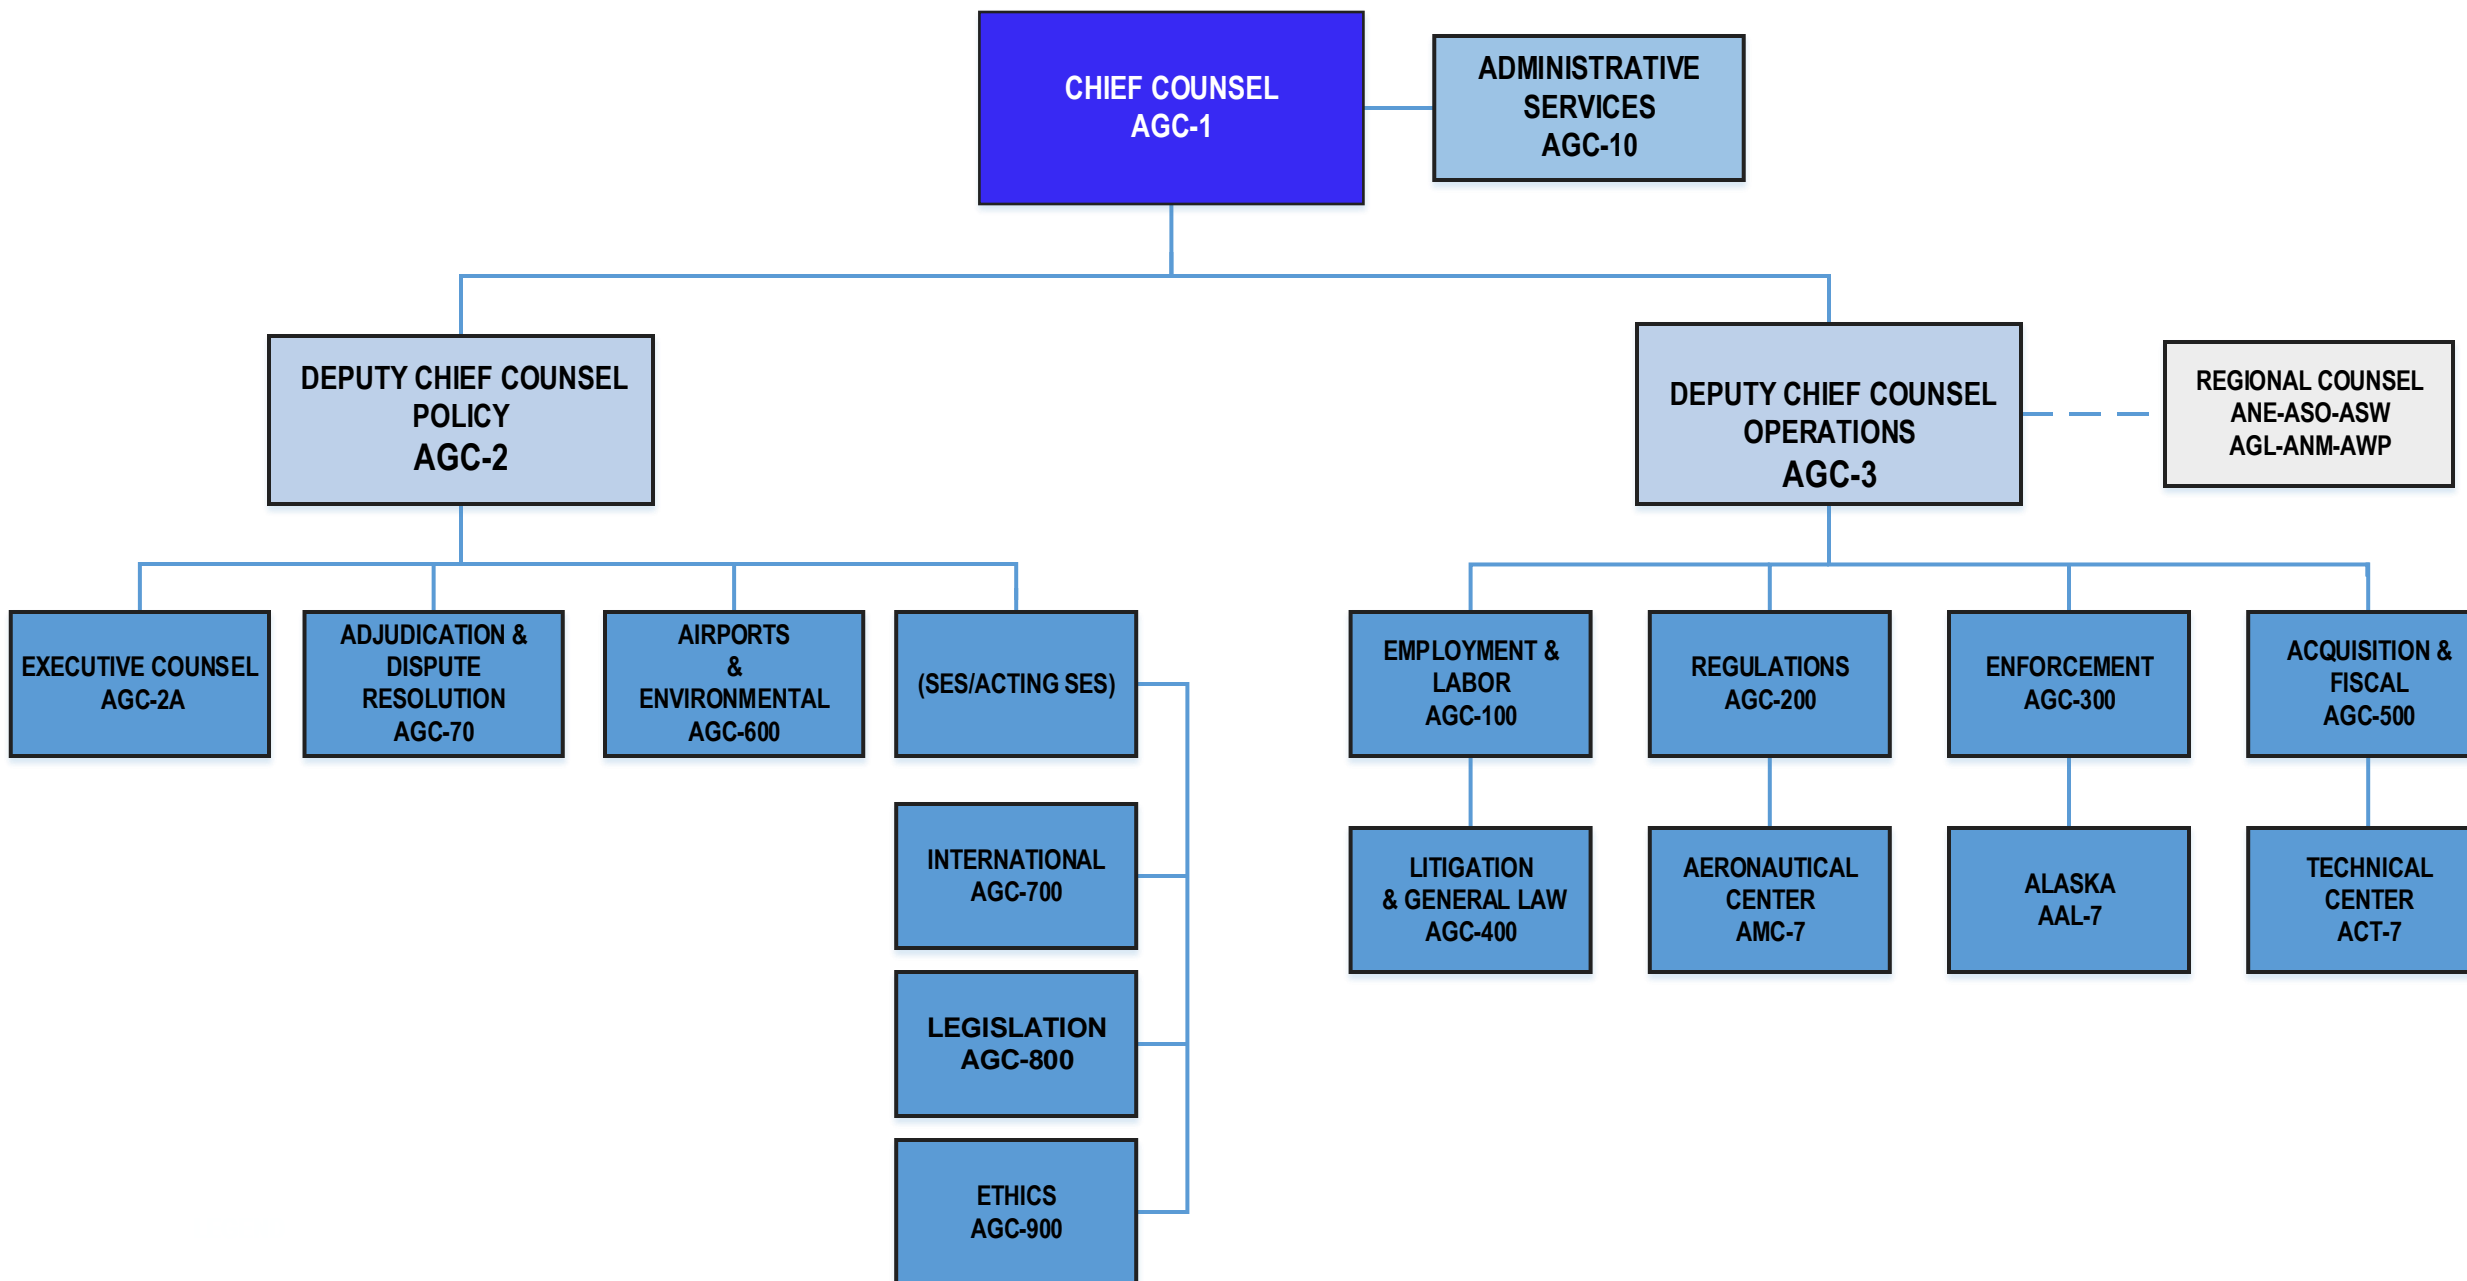 CHIEF COUNSEL
AGC-1
ADMINISTRATIVE
SERVICES
AGC-10
DEPUTY CHIEF COUNSEL
POLICY
AGC-2
DEPUTY CHIEF COUNSEL
OPERATIONS
AGC-3
REGIONAL COUNSEL
ANE-ASO-ASW
AGL-ANM-AWP
EXECUTIVE COUNSEL
AGC-2A
ADJUDICATION &
DISPUTE
RESOLUTION
AGC-70
AIRPORTS
&
ENVIRONMENTAL
AGC-600
(SES/ACTING SES)
EMPLOYMENT &
LABOR
AGC-100
REGULATIONS
AGC-200
ENFORCEMENT
AGC-300
ACQUISITION &
FISCAL
AGC-500
INTERNATIONAL
AGC-700
LITIGATION
& GENERAL LAW
AGC-400
AERONAUTICAL
CENTER
AMC-7
ALASKA
AAL-7
TECHNICAL
CENTER
ACT-7
LEGISLATION
AGC-800
ETHICS
AGC-900